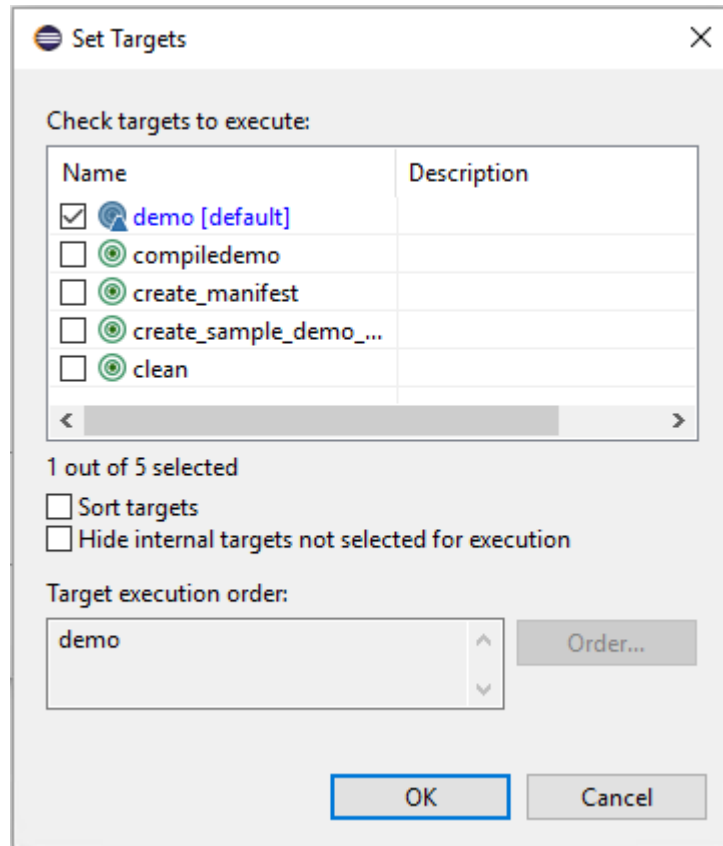 Set Targets
Check targets to execute:
Name Description
demo [default]
compiledemo
create_manifest
create_sample_demo_...
clean
1 out of 5 selected
Sort targets
Hide internal targets not selected for execution
Target execution order:
demo
Order...
OK Cancel